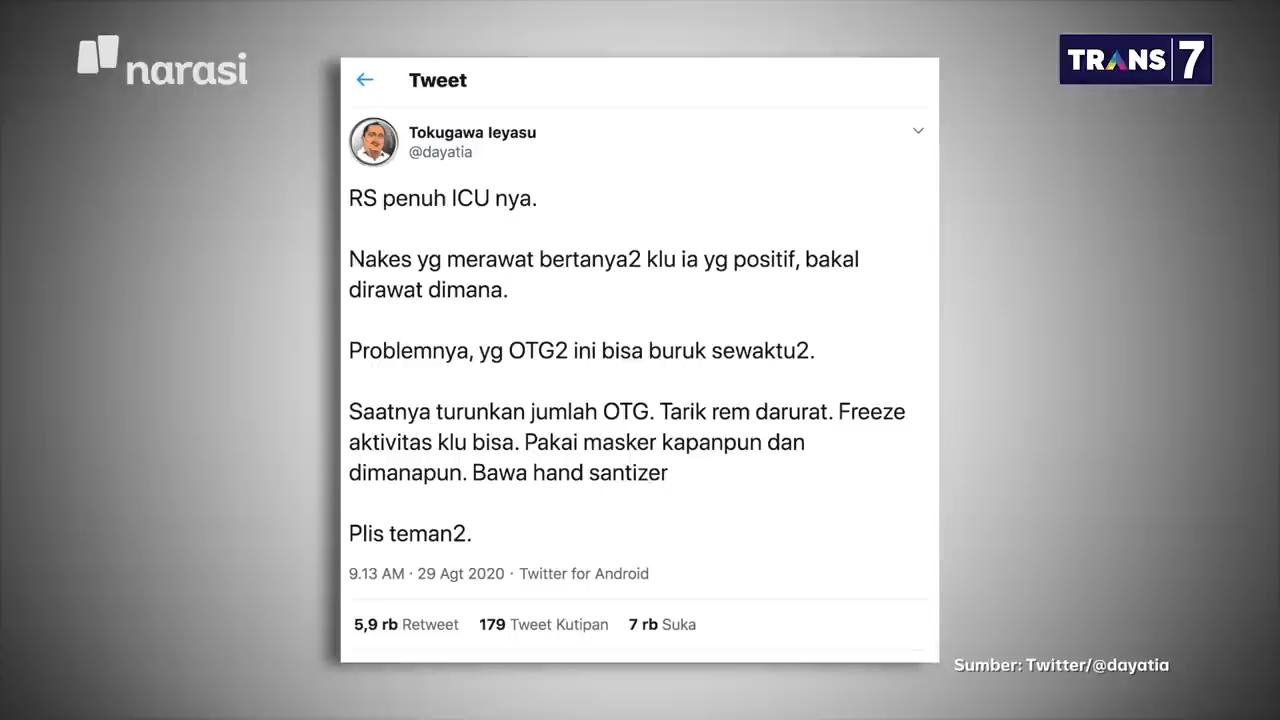 narasi
TRANS 7
Tweet
Tokugawa Ieyasu
@dayatia
RS penuh ICU nya.
Nakes yg merawat bertanya2 klu ia yg positif, bakal
dirawat dimana.
Problemnya, yg OTG2 ini bisa buruk sewaktu2.
Saatnya turunkan jumlah OTG. Tarik rem darurat. Freeze
aktivitas klu bisa. Pakai masker kapanpun dan
dimanapun. Bawa hand santizer
Plis teman2.
9.13 AM · 29 Agt 2020 · Twitter for Android
5,9 rb Retweet 179 Tweet Kutipan 7 rb Suka
Sumber: Twitter/@dayatia